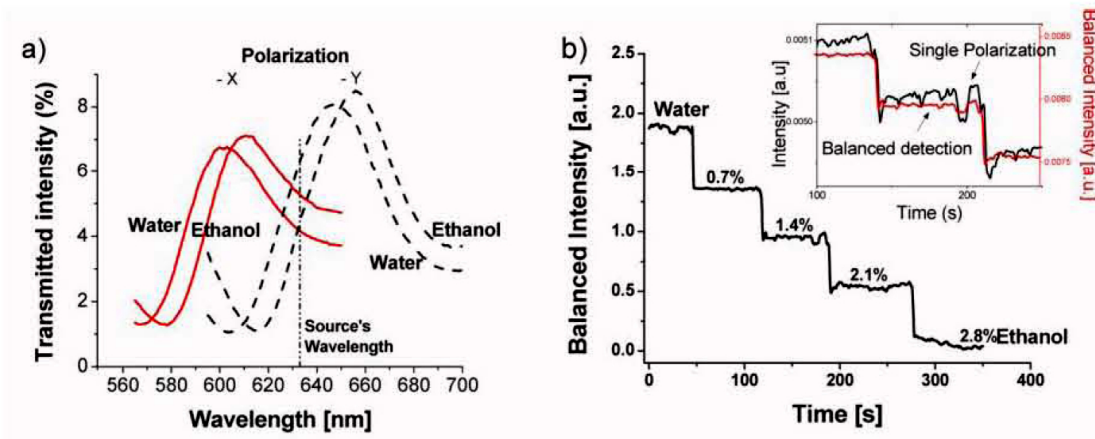 a)
Polarization
- X
- Y
Transmitted intensity (%)
8
6
4
2
0
Water
Ethanol
Ethanol
Water
Source's
Wavelength
560 580 600 620 640 660 680 700
Wavelength [nm]
b)
Balanced Intensity [a.u.]
2.5
2.0
1.5
1.0
0.5
0.0
Water
0.7%
1.4%
2.1%
2.8%Ethanol
0 100 200 300 400
Time [s]
Intensity [a.u]
0.0051
0.0050
Single Polarization
Balanced detection
100 200
Time (s)
0.0085
0.0080
0.0075
Balanced Intensity
[a.u.]